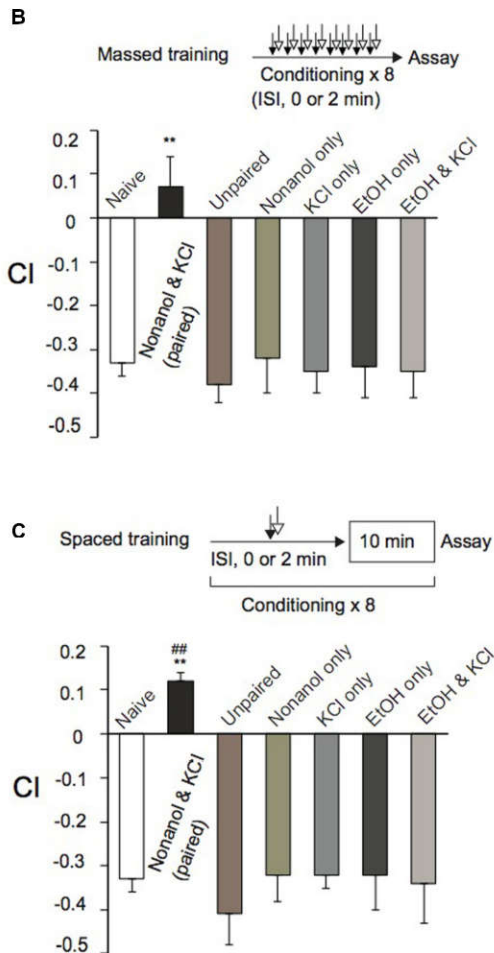 B
Massed training
Assay
Conditioning x 8
(ISI, 0 or 2 min)
0.2
0.1
0
-0.1
-0.2
-0.3
-0.4
-0.5
CI
Naive
**
Nonanol & KCl
(paired)
Unpaired
Nonanol only
KCl only
EtOH only
EtOH & KCl
C
Spaced training
ISI, 0 or 2 min
10 min
Assay
Conditioning x 8
0.2
0.1
0
-0.1
-0.2
-0.3
-0.4
-0.5
CI
Naive
##
**
Nonanol & KCl
(paired)
Unpaired
Nonanol only
KCl only
EtOH only
EtOH & KCl